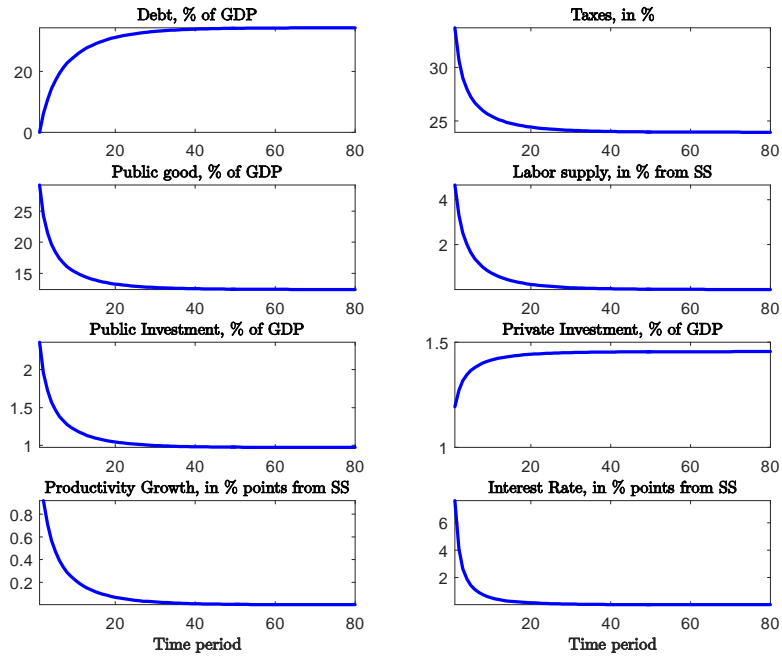 Debt, % of GDP
20
0
20 40 60 80
Taxes, in %
30
25
20 40 60 80
Public good, % of GDP
25
20
15
20 40 60 80
Labor supply, in % from SS
4
2
20 40 60 80
Public Investment, % of GDP
2
1.5
1
20 40 60 80
Private Investment, % of GDP
1.5
1
20 40 60 80
Productivity Growth, in % points from SS
0.8
0.6
0.4
0.2
20 40 60 80
Time period
Interest Rate, in % points from SS
6
4
2
20 40 60 80
Time period